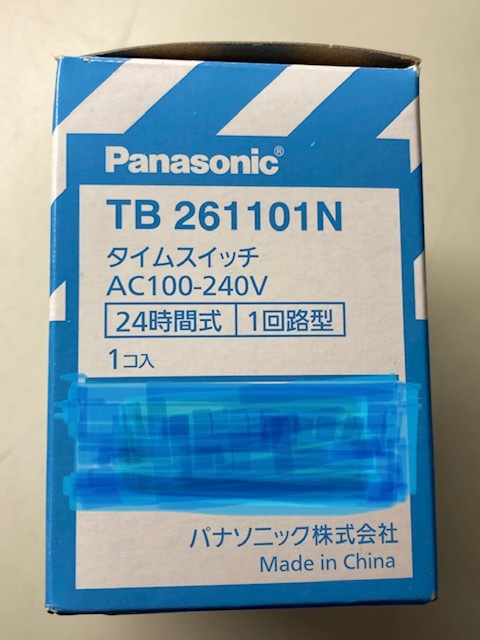 Panasonic®
TB 261101N
タイムスイッチ
AC100-240V
24時間式 1回路型
1コ入
パナソニック株式会社
Made in China